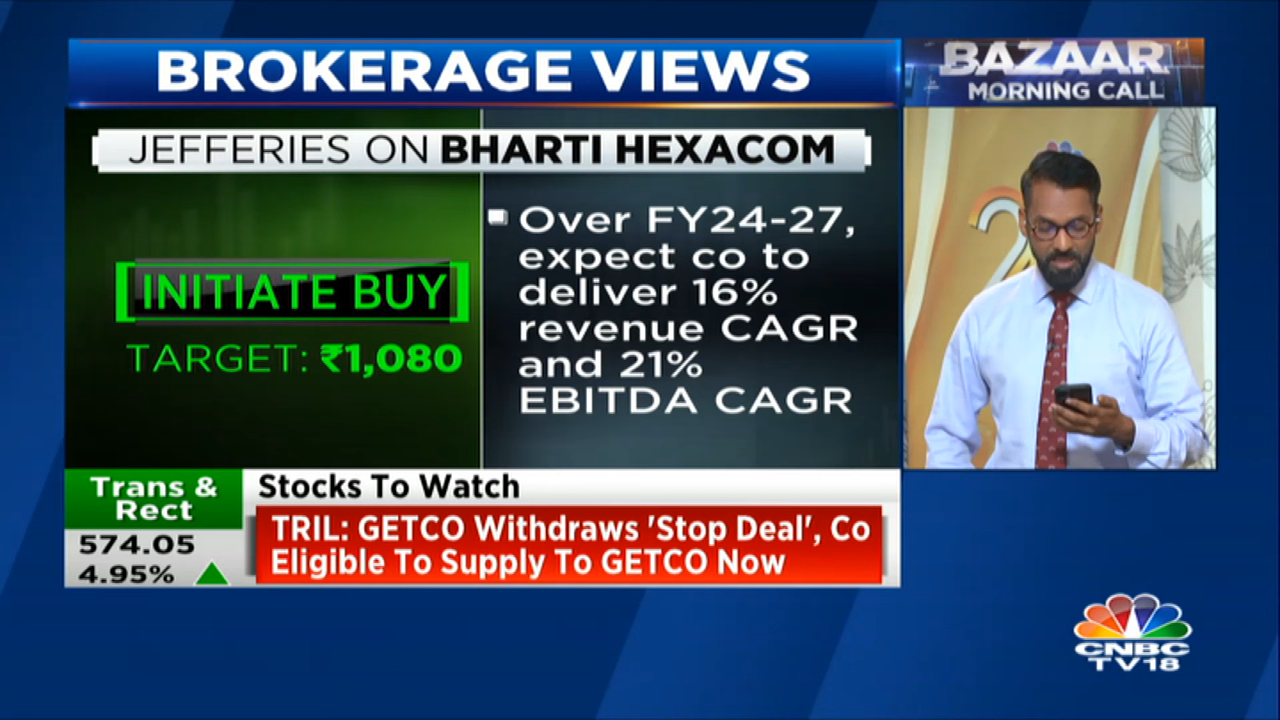 BROKERAGE VIEWS
BAZAAR
MORNING CALL
JEFFERIES ON BHARTI HEXACOM
INITIATE BUY
TARGET: ₹1,080
Over FY24-27,
expect co to
deliver 16%
revenue CAGR
and 21%
EBITDA CAGR
2
Trans &
Rect
574.05
4.95%
Stocks To Watch
TRIL: GETCO Withdraws 'Stop Deal', Co
Eligible To Supply To GETCO Now
CNBC
TV18